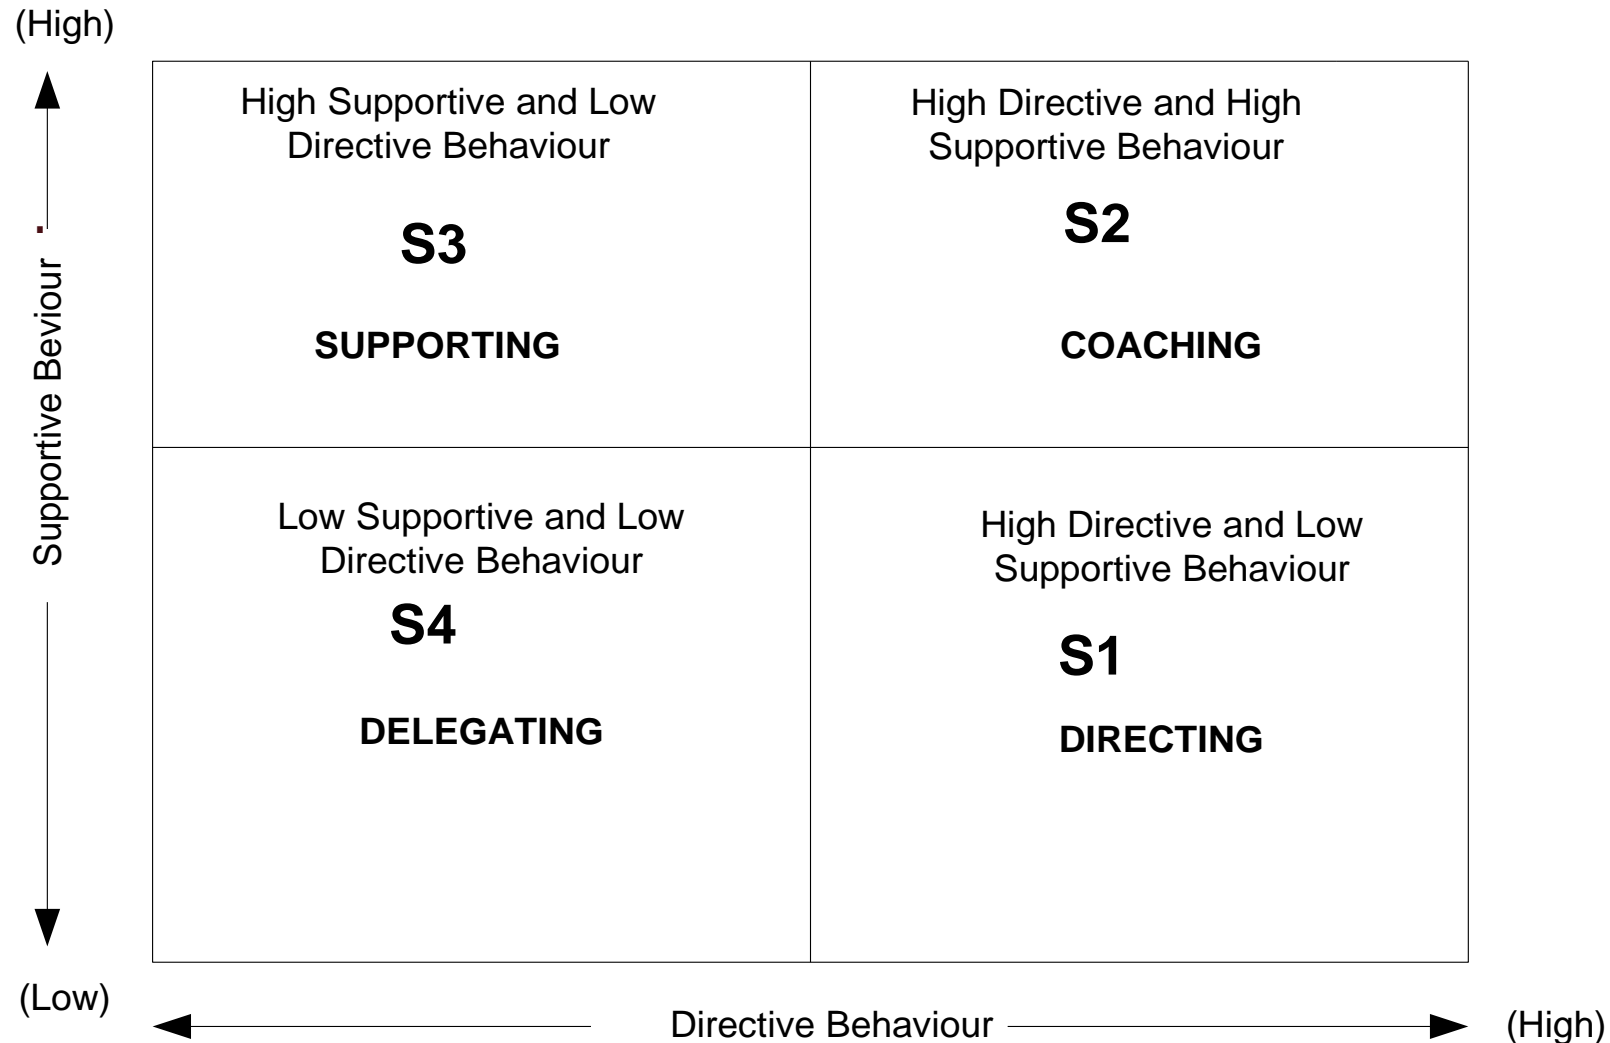 (High)
High Supportive and Low
Directive Behaviour
S3
SUPPORTING
High Directive and High
Supportive Behaviour
S2
COACHING
Supportive Beviour
Low Supportive and Low
Directive Behaviour
S4
DELEGATING
High Directive and Low
Supportive Behaviour
S1
DIRECTING
(Low)
Directive Behaviour
(High)